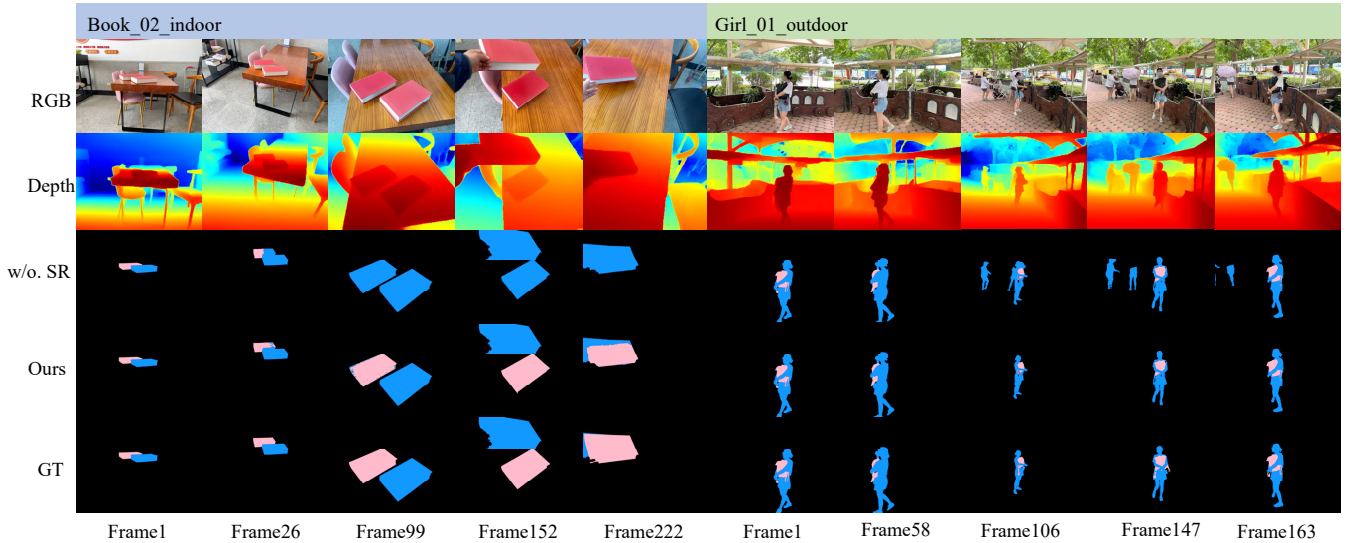 Book_02_indoor
Girl_01_outdoor
RGB
Depth
w/o. SR
Ours
GT
Frame1
Frame26
Frame99
Frame152
Frame222
Frame1
Frame58
Frame106
Frame147
Frame163